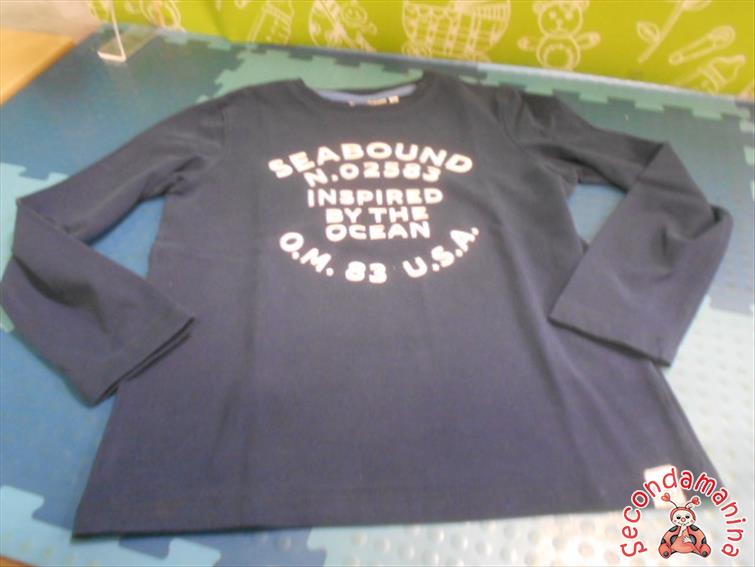 SEABOUND
N.02583
INSPIRED
BY THE
OCEAN
O.M. 83 U.S.A.
Secondamanina